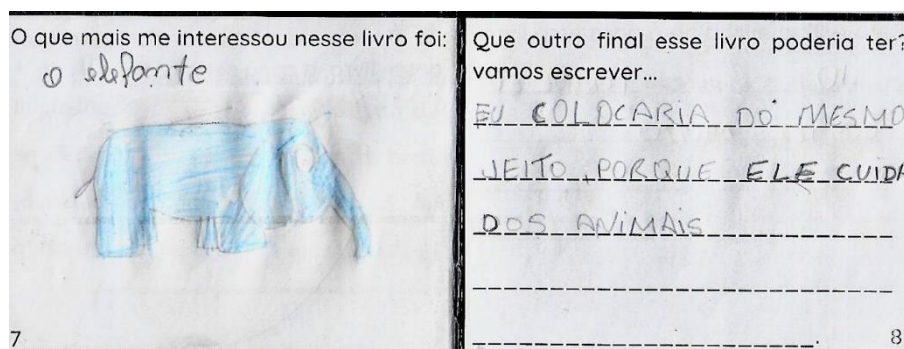 O que mais me interessou nesse livro foi:
o elefante
7
Que outro final esse livro poderia ter?
vamos escrever...
EU COLOCARIA DO MESMO
JEITO PORQUE ELE CUIDA
DOS ANIMAIS
8